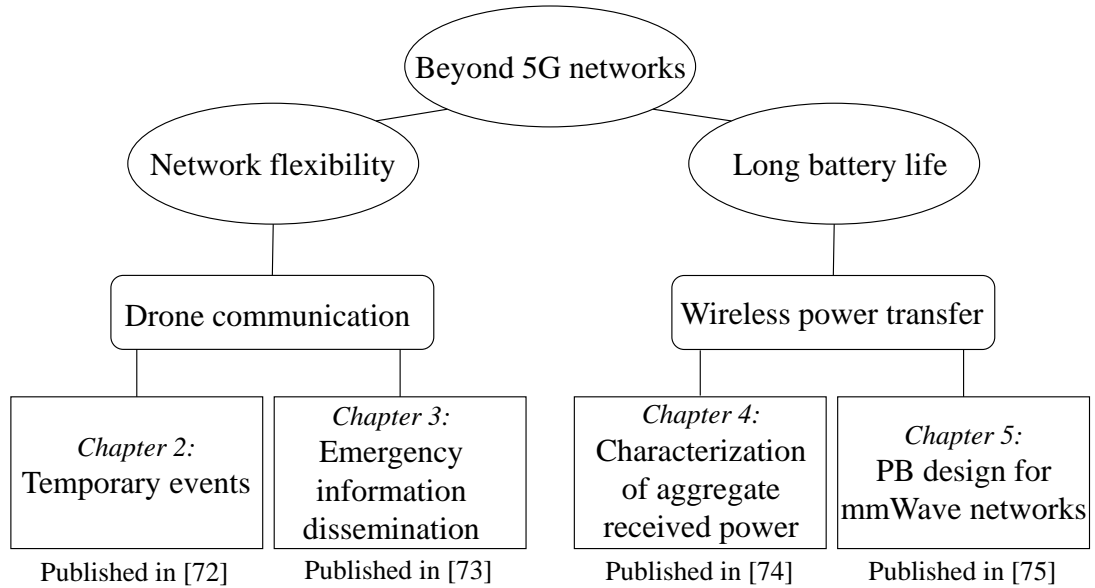 Beyond 5G networks
Network flexibility
Long battery life
Drone communication
Wireless power transfer
Chapter 2:
Temporary events
Chapter 3:
Emergency
information
dissemination
Chapter 4:
Characterization
of aggregate
received power
Chapter 5:
PB design for
mmWave networks
Published in [72]
Published in [73]
Published in [74]
Published in [75]